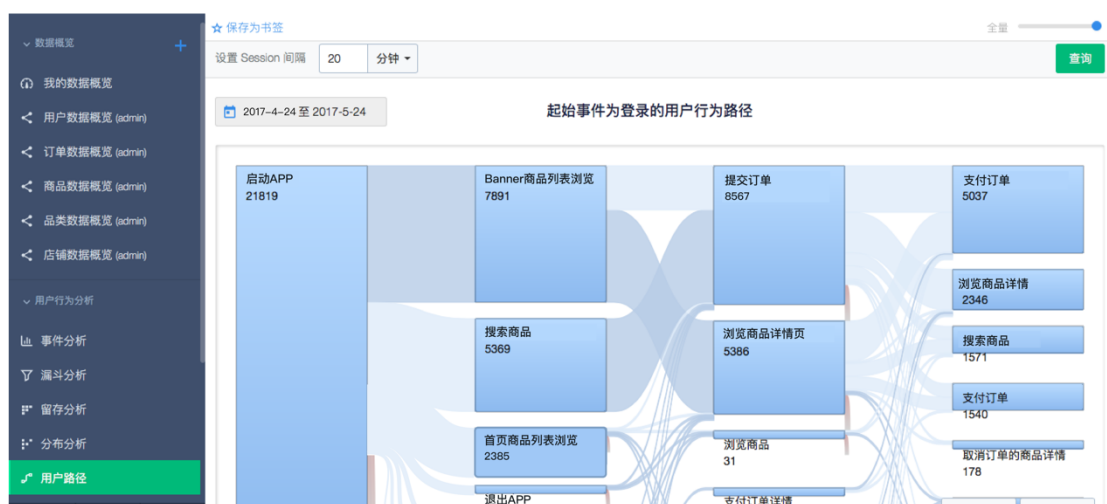 数据概览
我的数据概览
用户数据概览 (admin)
订单数据概览 (admin)
商品数据概览 (admin)
品类数据概览 (admin)
店铺数据概览 (admin)
用户行为分析
事件分析
漏斗分析
留存分析
分布分析
用户路径
保存为书签
全量
设置 Session 间隔
20
分钟
查询
2017-4-24 至 2017-5-24
起始事件为登录的用户行为路径
启动APP
21819
Banner商品列表浏览
7891
搜索商品
5369
首页商品列表浏览
2385
退出APP
提交订单
8567
浏览商品详情页
5386
浏览商品
31
支付订单详情
支付订单
5037
浏览商品详情
2346
搜索商品
1571
支付订单
1540
取消订单的商品详情
178